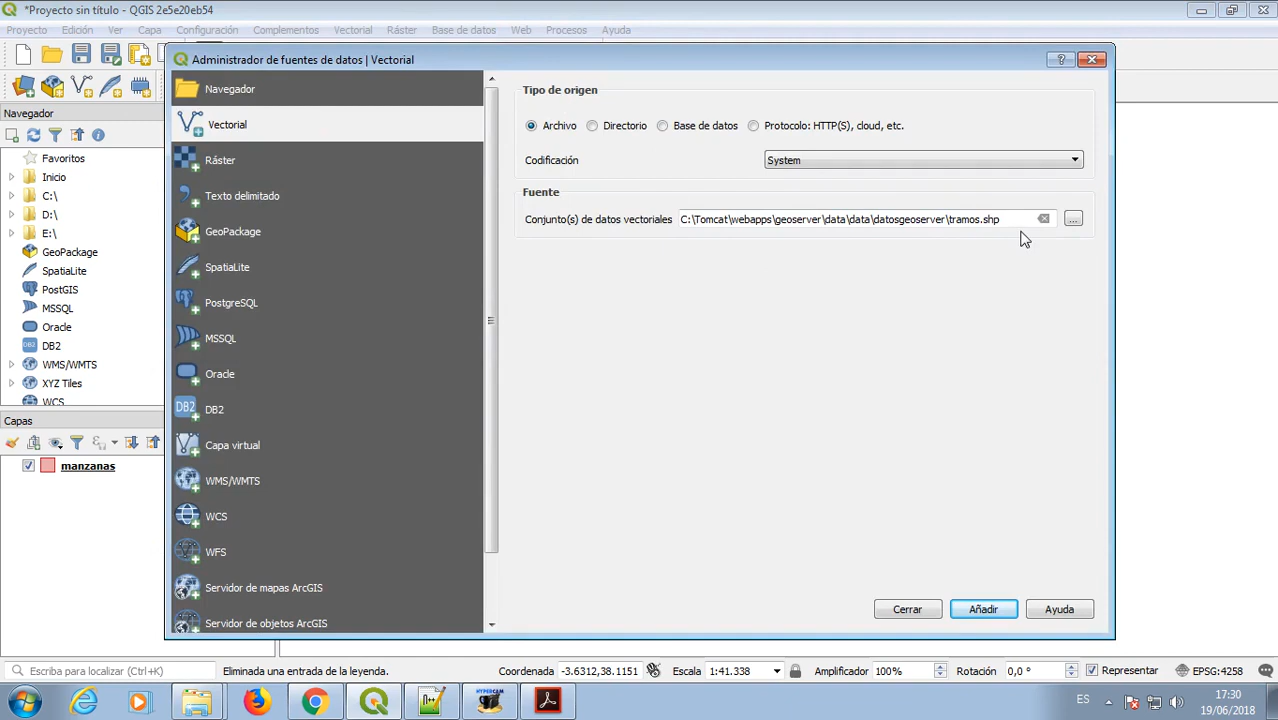 *Proyecto sin título - QGIS 2e5e20eb54
Proyecto Edición Ver Capa Configuración Complementos Vectorial Ráster Base de datos Web Procesos Ayuda
Administrador de fuentes de datos | Vectorial
Navegador
Favoritos
Inicio
C:\
D:\
E:\
GeoPackage
SpatiaLite
PostGIS
MSSQL
Oracle
DB2
WMS/WMTS
XYZ Tiles
WCS
Capas
manzanas
Navegador
Vectorial
Ráster
Texto delimitado
GeoPackage
SpatiaLite
PostgreSQL
MSSQL
Oracle
DB2
DB2
Capa virtual
WMS/WMTS
WCS
WFS
Servidor de mapas ArcGIS
Servidor de objetos ArcGIS
Tipo de origen
Archivo Directorio Base de datos Protocolo: HTTP(S), cloud, etc.
Codificación System
Fuente
Conjunto(s) de datos vectoriales C:\Tomcat\webapps\geoserver\data\data\datosgeoserver\tramos.shp ...
Cerrar Añadir Ayuda
Escriba para localizar (Ctrl+K) Eliminada una entrada de la leyenda. Coordenada -3.6312,38.1151 Escala 1:41.338 Amplificador 100% Rotación 0,0 ° Representar EPSG:4258
HYPERCAM
ES 17:30
19/06/2018